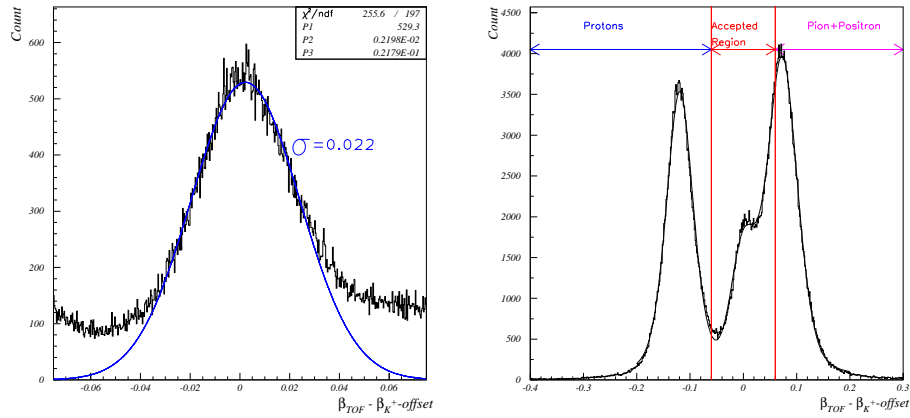 χ²/ndf 255.6 / 197
P1 529.3
P2 0.2198E-02
P3 0.2179E-01
Count
600
500
400
300
200
100
0
σ=0.022
-0.06 -0.04 -0.02 0 0.02 0.04 0.06
β_TOF - β_K⁺-offset
Count
4500
4000
3500
3000
2500
2000
1500
1000
500
0
Protons
Accepted
Region
Pion+Positron
-0.4 -0.3 -0.2 -0.1 0 0.1 0.2 0.3
β_TOF - β_K⁺-offset